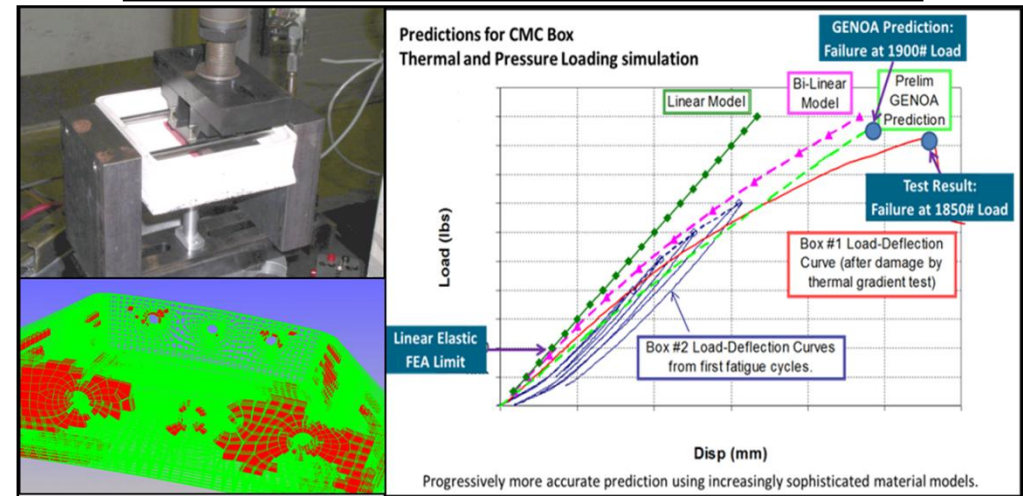 Predictions for CMC Box
Thermal and Pressure Loading simulation
GENOA Prediction:
Failure at 1900# Load
Linear Model
Bi-Linear
Model
Prelim
GENOA
Prediction
Test Result:
Failure at 1850# Load
Load (lbs)
Box #1 Load-Deflection
Curve (after damage by
thermal gradient test)
Linear Elastic
FEA Limit
Box #2 Load-Deflection Curves
from first fatigue cycles.
Disp (mm)
Progressively more accurate prediction using increasingly sophisticated material models.